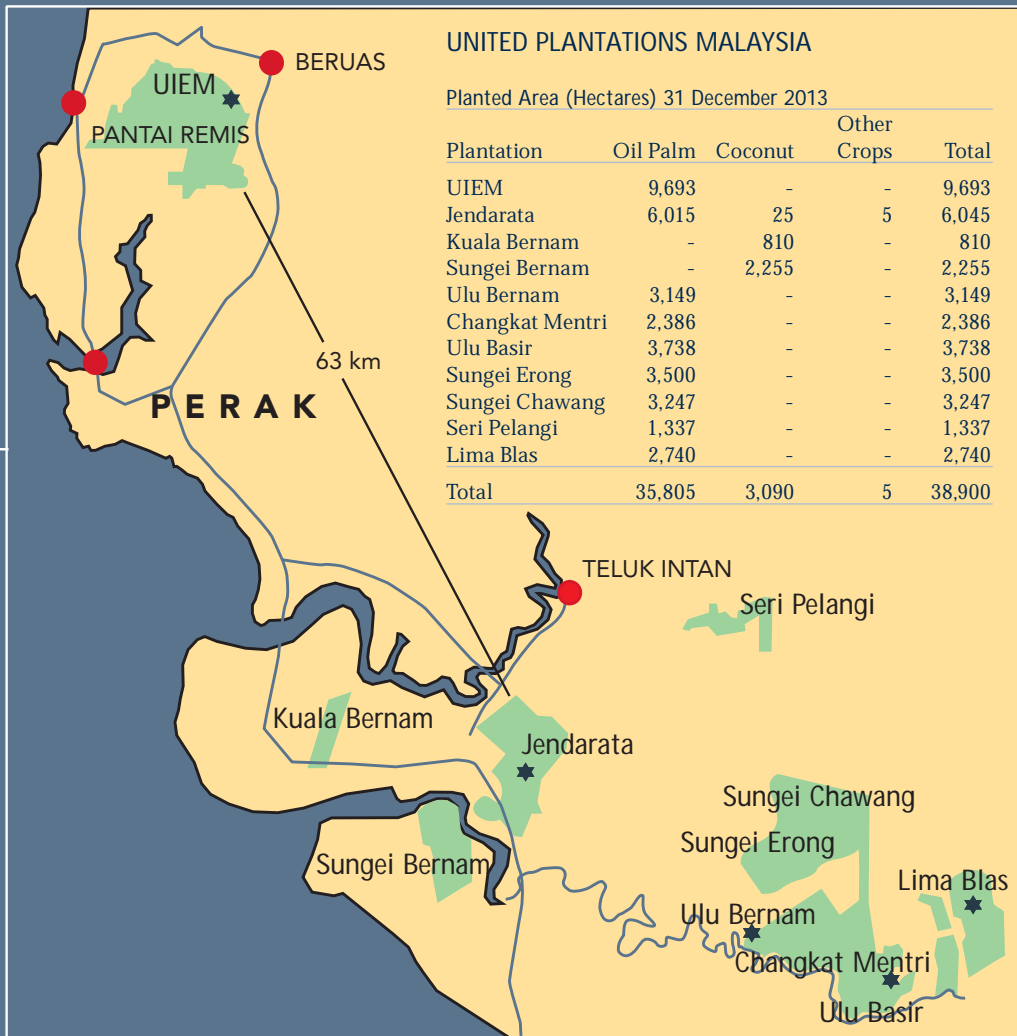 UNITED PLANTATIONS MALAYSIA
Planted Area (Hectares) 31 December 2013
Other
Plantation Oil Palm Coconut Crops Total
UIEM 9,693 - - 9,693
Jendarata 6,015 25 5 6,045
Kuala Bernam - 810 - 810
Sungei Bernam - 2,255 - 2,255
Ulu Bernam 3,149 - - 3,149
Changkat Mentri 2,386 - - 2,386
Ulu Basir 3,738 - - 3,738
Sungei Erong 3,500 - - 3,500
Sungei Chawang 3,247 - - 3,247
Seri Pelangi 1,337 - - 1,337
Lima Blas 2,740 - - 2,740
Total 35,805 3,090 5 38,900
BERUAS
UIEM
PANTAI REMIS
63 km
PERAK
TELUK INTAN
Seri Pelangi
Kuala Bernam
Jendarata
Sungei Chawang
Sungei Erong
Sungei Bernam
Lima Blas
Ulu Bernam
Changkat Mentri
Ulu Basir